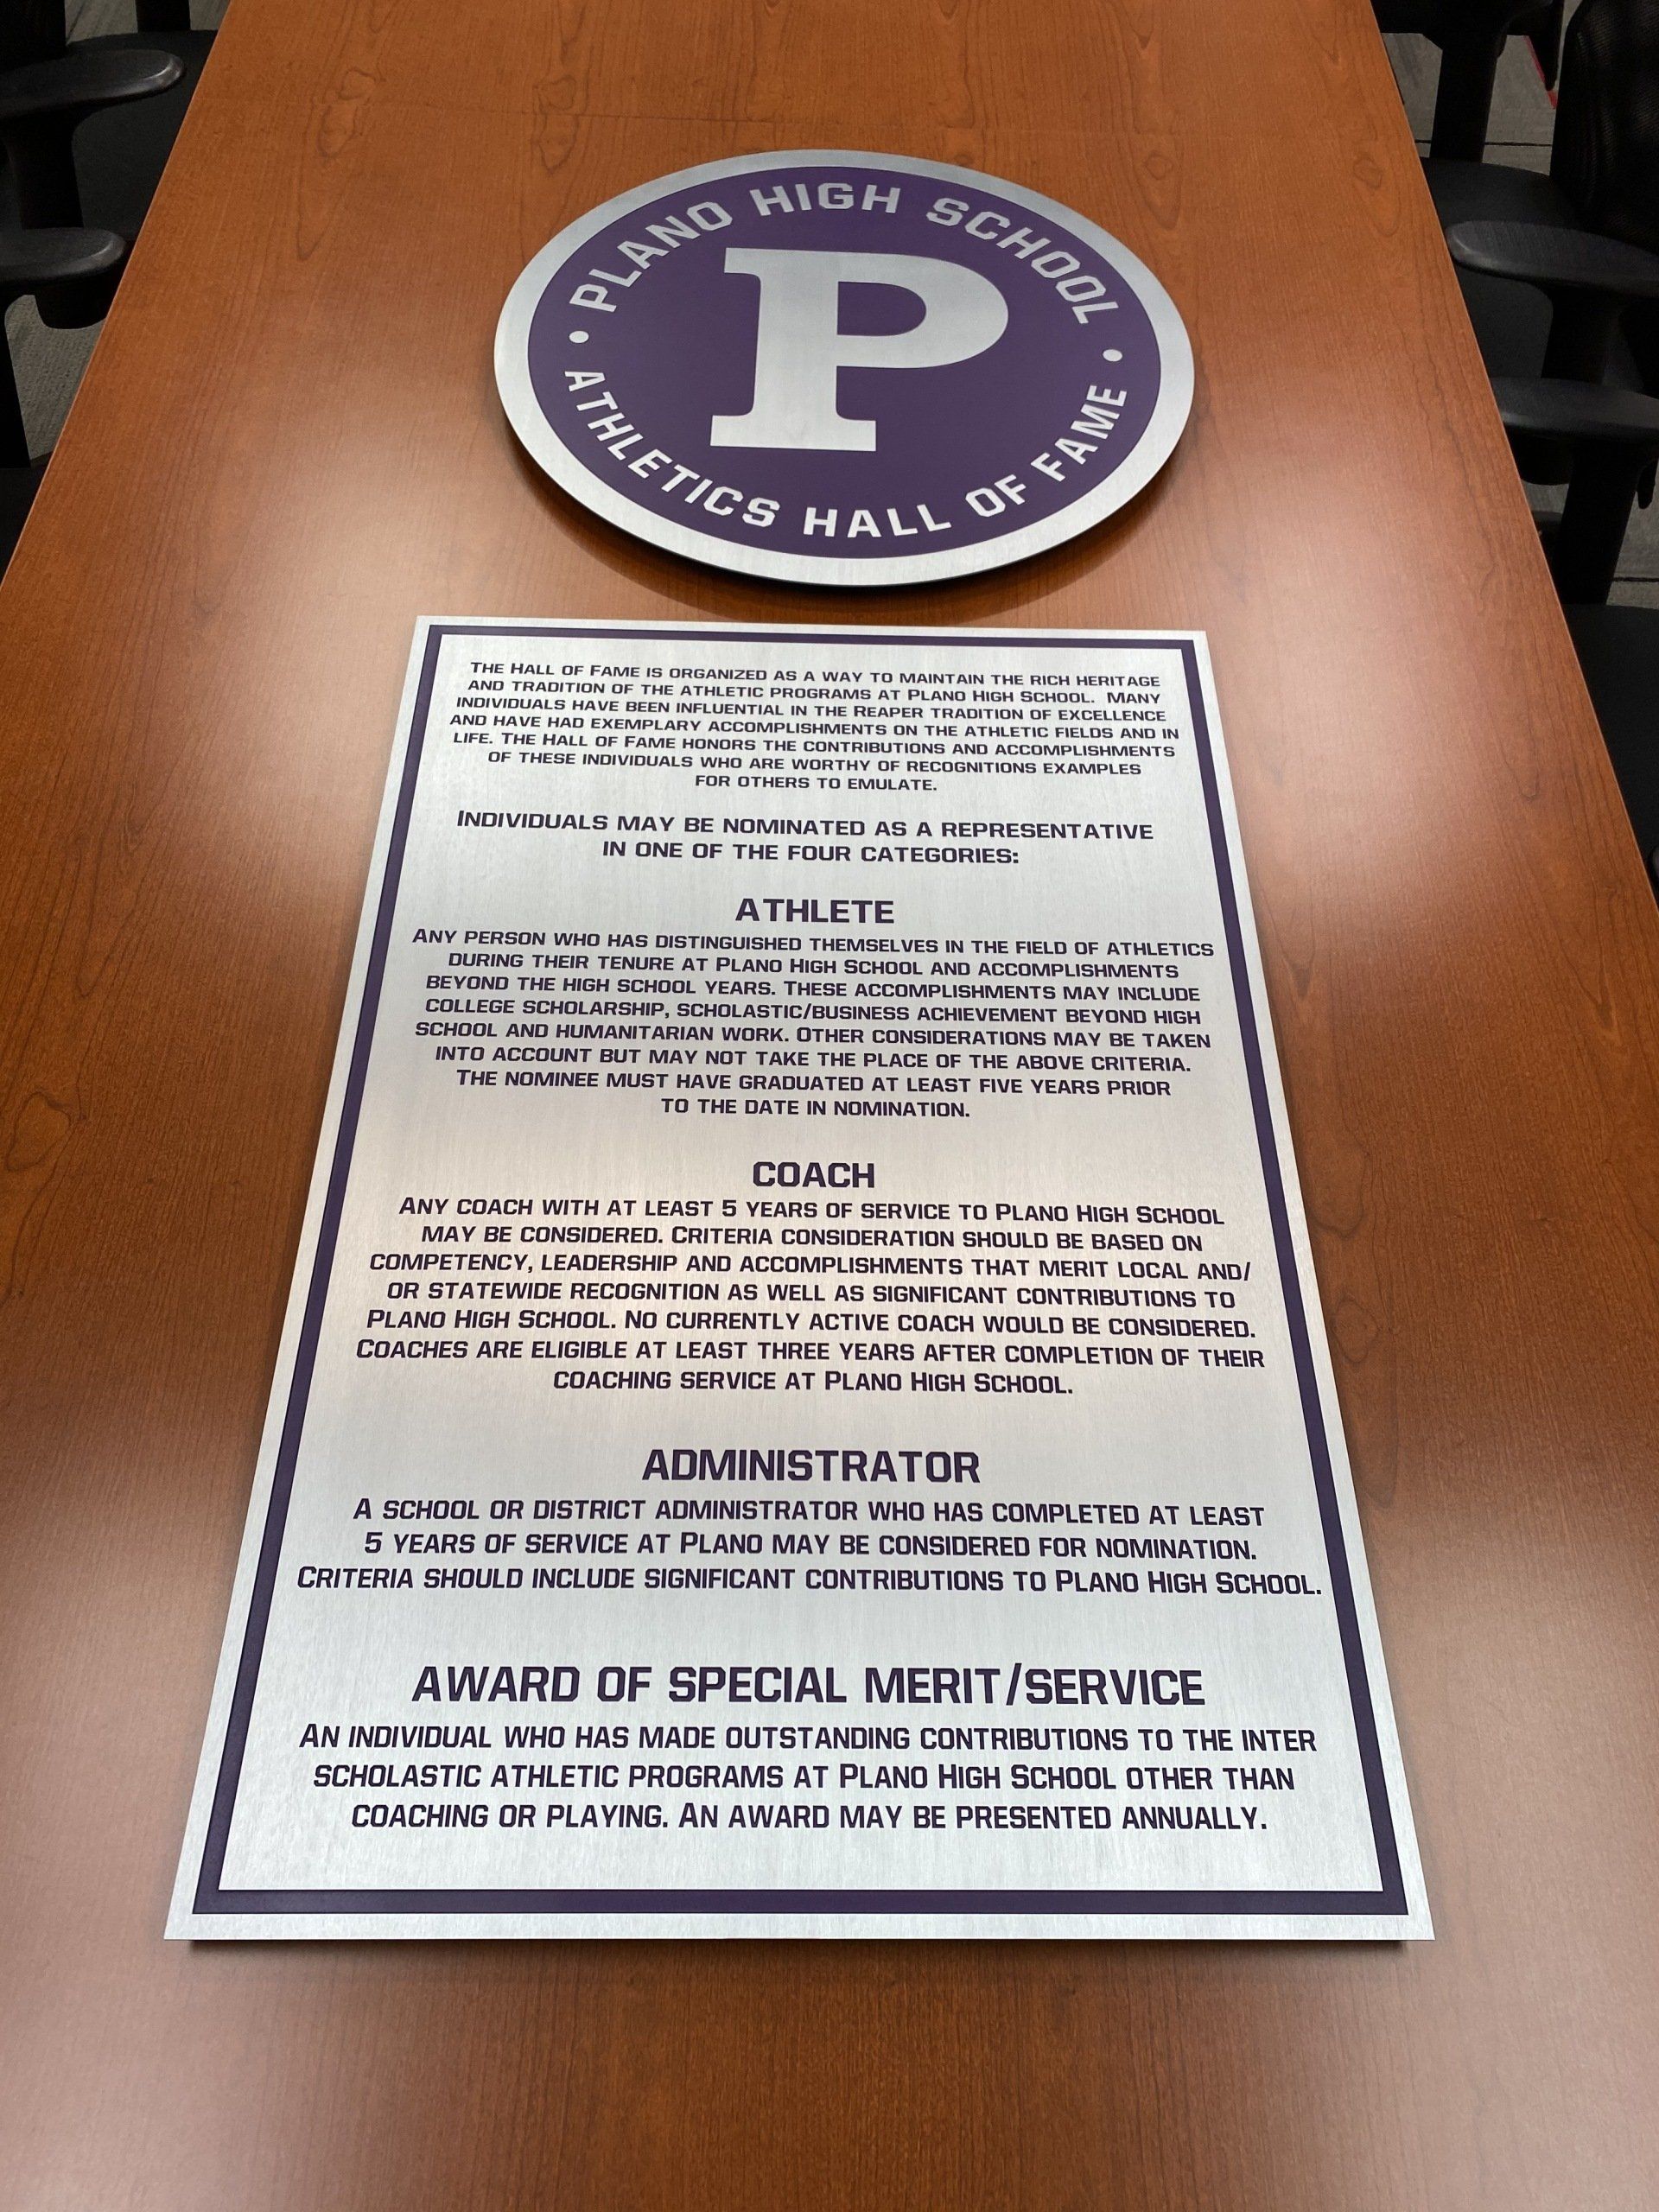 PLANO HIGH SCHOOL
P
• ATHLETICS HALL OF FAME •
THE HALL OF FAME IS ORGANIZED AS A WAY TO MAINTAIN THE RICH HERITAGE
AND TRADITION OF THE ATHLETIC PROGRAMS AT PLANO HIGH SCHOOL. MANY
INDIVIDUALS HAVE BEEN INFLUENTIAL IN THE REAPER TRADITION OF EXCELLENCE
AND HAVE HAD EXEMPLARY ACCOMPLISHMENTS ON THE ATHLETIC FIELDS AND IN
LIFE. THE HALL OF FAME HONORS THE CONTRIBUTIONS AND ACCOMPLISHMENTS
OF THESE INDIVIDUALS WHO ARE WORTHY OF RECOGNITIONS EXAMPLES
FOR OTHERS TO EMULATE.
INDIVIDUALS MAY BE NOMINATED AS A REPRESENTATIVE
IN ONE OF THE FOUR CATEGORIES:
ATHLETE
ANY PERSON WHO HAS DISTINGUISHED THEMSELVES IN THE FIELD OF ATHLETICS
DURING THEIR TENURE AT PLANO HIGH SCHOOL AND ACCOMPLISHMENTS
BEYOND THE HIGH SCHOOL YEARS. THESE ACCOMPLISHMENTS MAY INCLUDE
COLLEGE SCHOLARSHIP, SCHOLASTIC/BUSINESS ACHIEVEMENT BEYOND HIGH
SCHOOL AND HUMANITARIAN WORK. OTHER CONSIDERATIONS MAY BE TAKEN
INTO ACCOUNT BUT MAY NOT TAKE THE PLACE OF THE ABOVE CRITERIA.
THE NOMINEE MUST HAVE GRADUATED AT LEAST FIVE YEARS PRIOR
TO THE DATE IN NOMINATION.
COACH
ANY COACH WITH AT LEAST 5 YEARS OF SERVICE TO PLANO HIGH SCHOOL
MAY BE CONSIDERED. CRITERIA CONSIDERATION SHOULD BE BASED ON
COMPETENCY, LEADERSHIP AND ACCOMPLISHMENTS THAT MERIT LOCAL AND/
OR STATEWIDE RECOGNITION AS WELL AS SIGNIFICANT CONTRIBUTIONS TO
PLANO HIGH SCHOOL. NO CURRENTLY ACTIVE COACH WOULD BE CONSIDERED.
COACHES ARE ELIGIBLE AT LEAST THREE YEARS AFTER COMPLETION OF THEIR
COACHING SERVICE AT PLANO HIGH SCHOOL.
ADMINISTRATOR
A SCHOOL OR DISTRICT ADMINISTRATOR WHO HAS COMPLETED AT LEAST
5 YEARS OF SERVICE AT PLANO MAY BE CONSIDERED FOR NOMINATION.
CRITERIA SHOULD INCLUDE SIGNIFICANT CONTRIBUTIONS TO PLANO HIGH SCHOOL.
AWARD OF SPECIAL MERIT/SERVICE
AN INDIVIDUAL WHO HAS MADE OUTSTANDING CONTRIBUTIONS TO THE INTER
SCHOLASTIC ATHLETIC PROGRAMS AT PLANO HIGH SCHOOL OTHER THAN
COACHING OR PLAYING. AN AWARD MAY BE PRESENTED ANNUALLY.